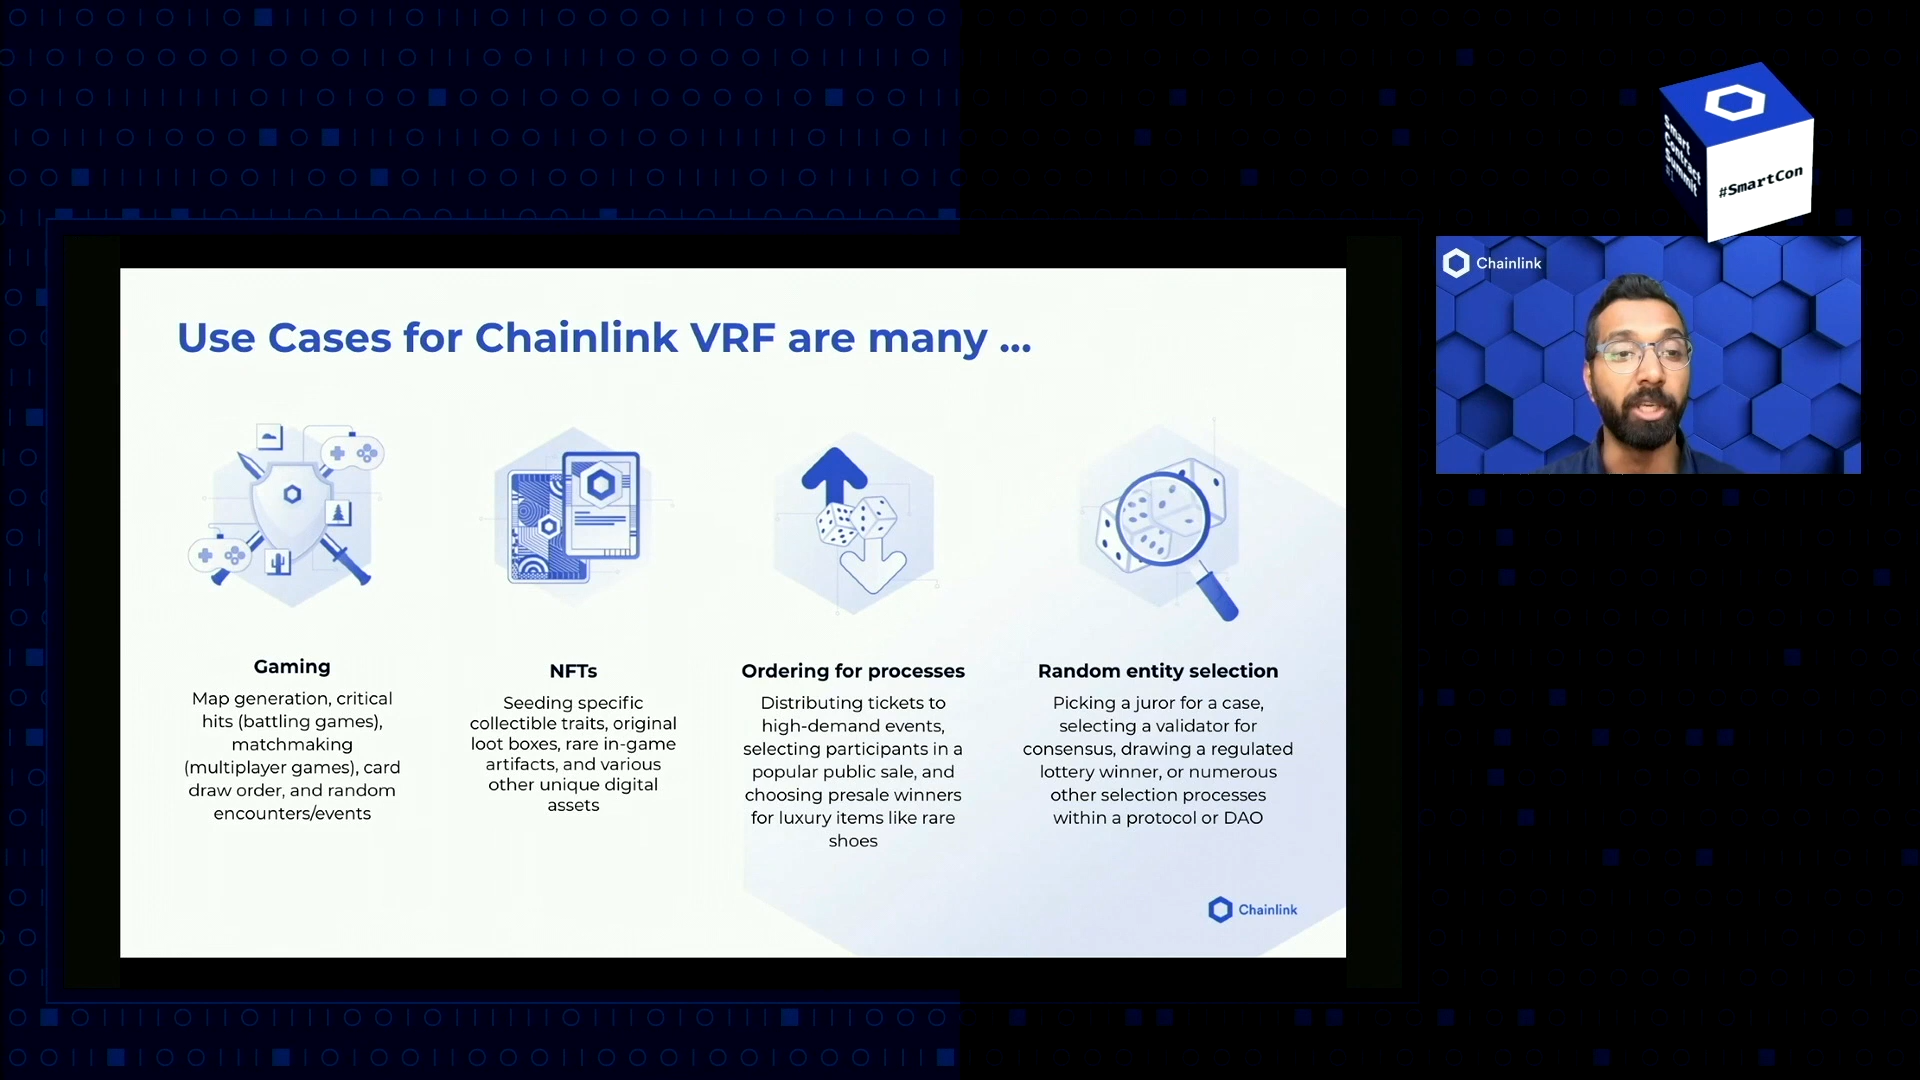 Smart
Contract
Summit
#1
#SmartCon
Chainlink
Use Cases for Chainlink VRF are many ...
Gaming
Map generation, critical
hits (battling games),
matchmaking
(multiplayer games), card
draw order, and random
encounters/events
NFTs
Seeding specific
collectible traits, original
loot boxes, rare in-game
artifacts, and various
other unique digital
assets
Ordering for processes
Distributing tickets to
high-demand events,
selecting participants in a
popular public sale, and
choosing presale winners
for luxury items like rare
shoes
Random entity selection
Picking a juror for a case,
selecting a validator for
consensus, drawing a regulated
lottery winner, or numerous
other selection processes
within a protocol or DAO
Chainlink